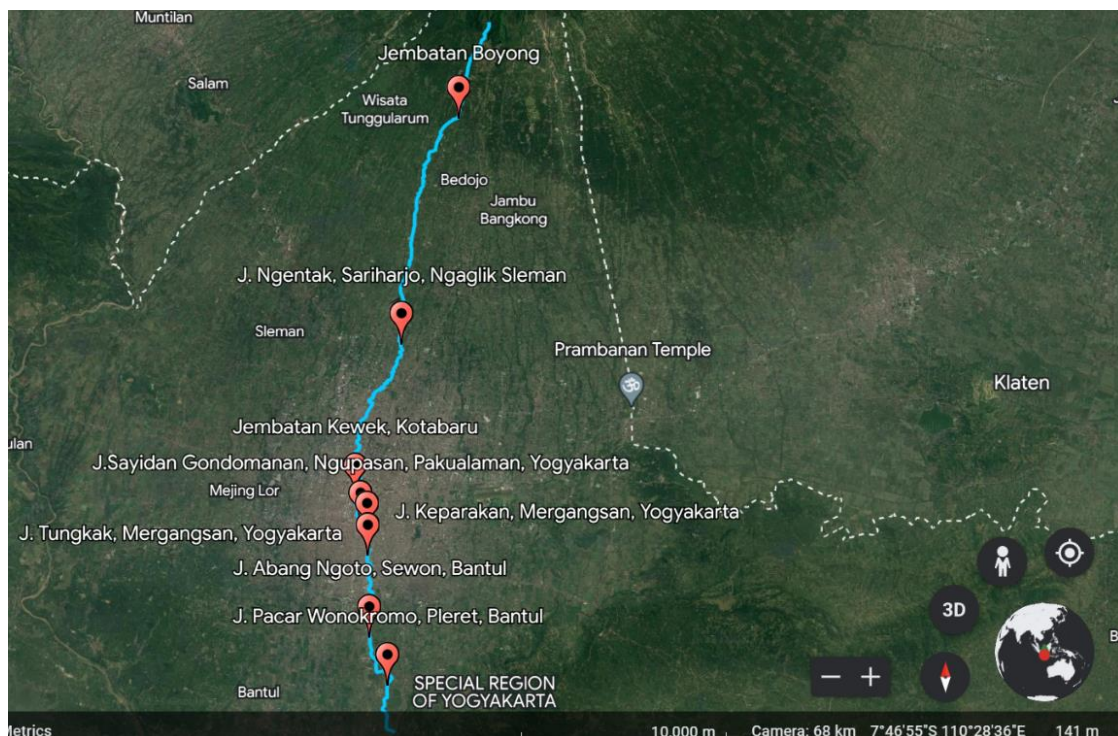 Muntilan
Jembatan Boyong
Salam
Wisata
Tunggularum
Bedojo
Jambu
Bangkong
J. Ngentak, Sariharjo, Ngaglik Sleman
Sleman
Prambanan Temple
Klaten
Jembatan Kewek, Kotabaru
ulan
J.Sayidan Gondomanan, Ngupasan, Pakualaman, Yogyakarta
Mejing Lor
J. Keparakan, Mergangsan, Yogyakarta
J. Tungkak, Mergangsan, Yogyakarta
J. Abang Ngoto, Sewon, Bantul
3D
J. Pacar Wonokromo, Pleret, Bantul
B
Bantul
SPECIAL REGION
OF YOGYAKARTA
Metrics
10,000 m
Camera: 68 km 7°46'55"S 110°28'36"E 141 m